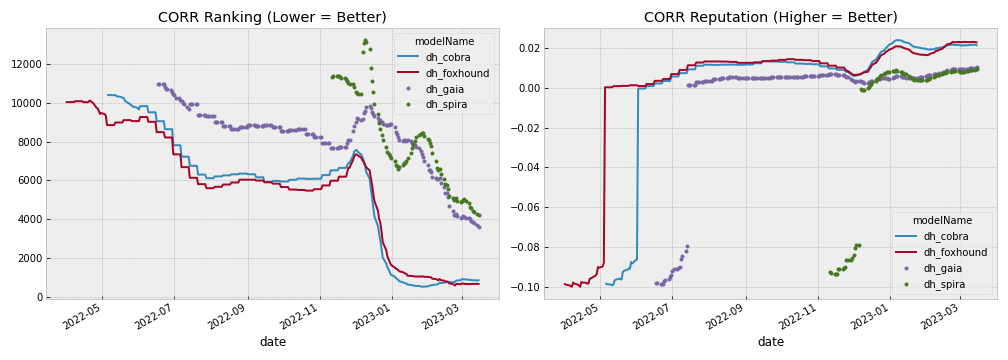 CORR Ranking (Lower = Better)
12000
10000
8000
6000
4000
2000
0
2022-05
2022-07
2022-09
2022-11
2023-01
2023-03
date
modelName
dh_cobra
dh_foxhound
dh_gaia
dh_spira
CORR Reputation (Higher = Better)
0.02
0.00
−0.02
−0.04
−0.06
−0.08
−0.10
2022-05
2022-07
2022-09
2022-11
2023-01
2023-03
date
modelName
dh_cobra
dh_foxhound
dh_gaia
dh_spira